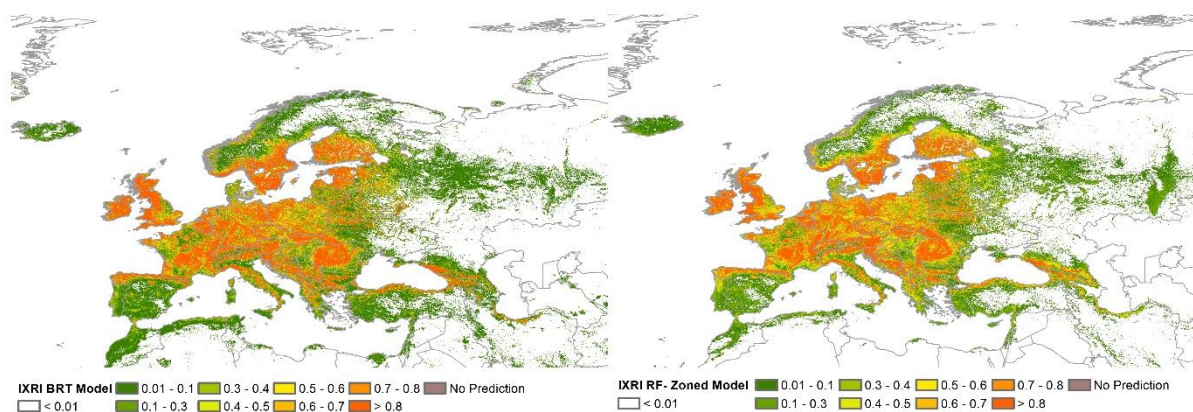 IXRI BRT Model 0.01 - 0.1 0.3 - 0.4 0.5 - 0.6 0.7 - 0.8 No Prediction
< 0.01 0.1 - 0.3 0.4 - 0.5 0.6 - 0.7 > 0.8
IXRI RF- Zoned Model 0.01 - 0.1 0.3 - 0.4 0.5 - 0.6 0.7 - 0.8 No Prediction
< 0.01 0.1 - 0.3 0.4 - 0.5 0.6 - 0.7 > 0.8